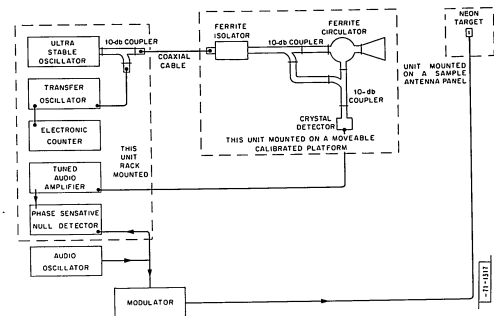 ULTRA
STABLE
OSCILLATOR
10-db COUPLER
TRANSFER
OSCILLATOR
ELECTRONIC
COUNTER
THIS
UNIT
RACK
MOUNTED
TUNED
AUDIO
AMPLIFIER
PHASE SENSATIVE
NULL DETECTOR
AUDIO
OSCILLATOR
MODULATOR
COAXIAL
CABLE
FERRITE
ISOLATOR
10-db COUPLER
FERRITE
CIRCULATOR
10-db
COUPLER
CRYSTAL
DETECTOR
THIS UNIT MOUNTED ON A MOVEABLE
CALIBRATED PLATFORM
NEON
TARGET
UNIT MOUNTED
ON A SAMPLE
ANTENNA PANEL
-71-1317